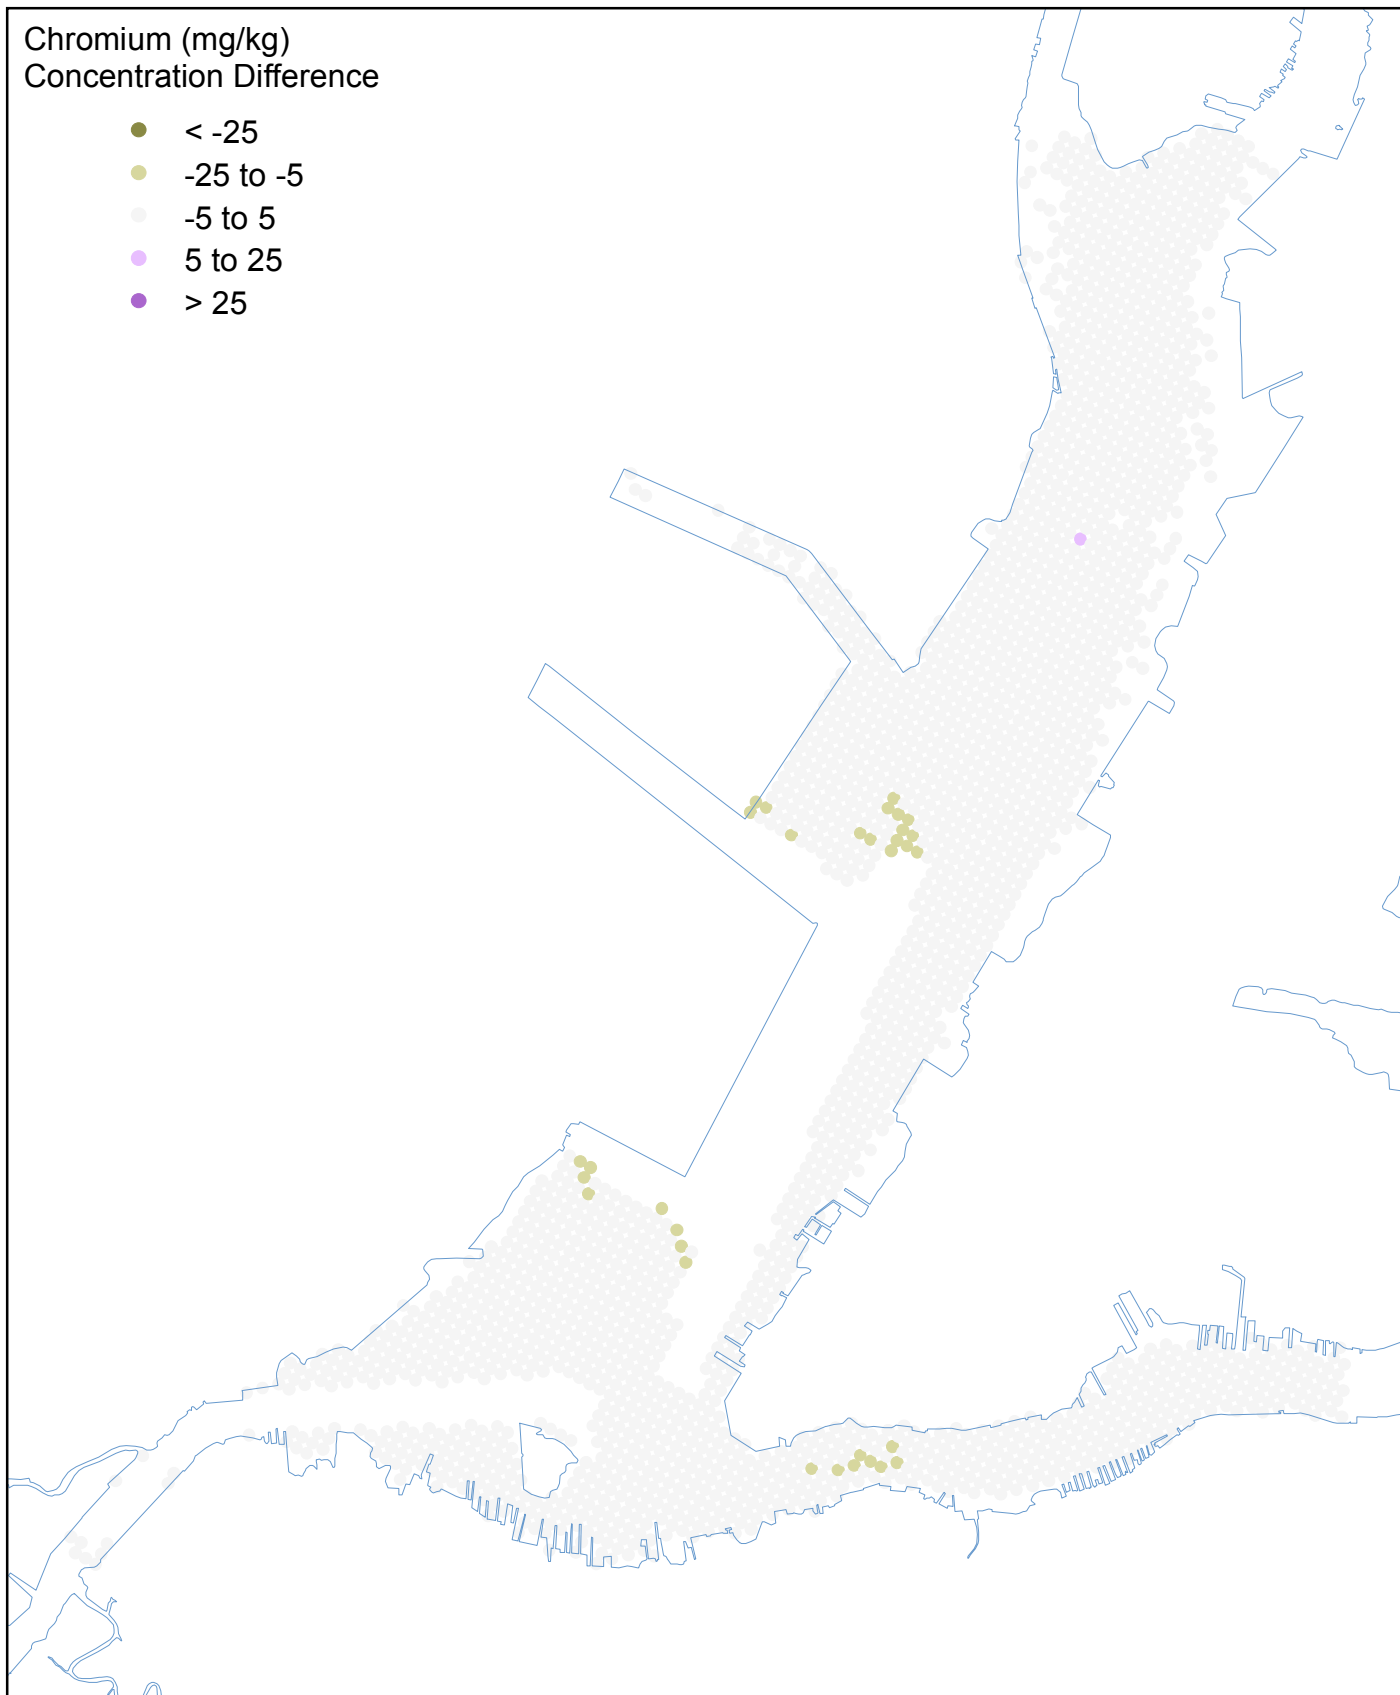 Chromium (mg/kg)
Concentration Difference
< -25
-25 to -5
-5 to 5
5 to 25
> 25